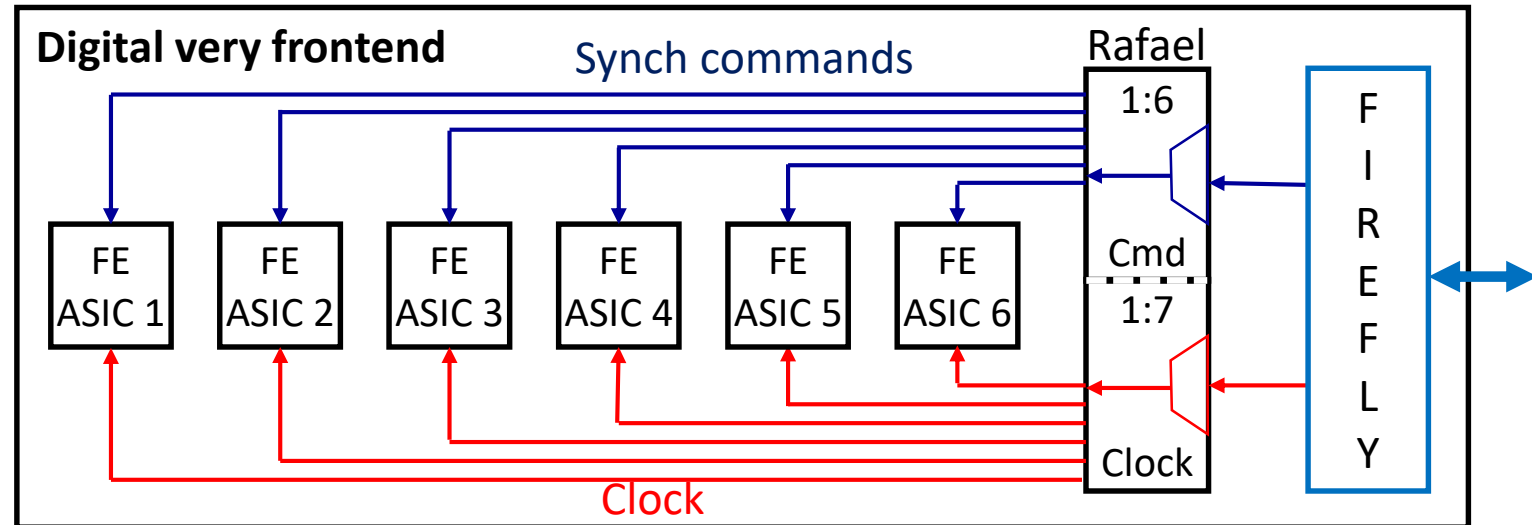 Digital very frontend
Synch commands
Rafael
1:6
Cmd
1:7
Clock
FE
ASIC 1
FE
ASIC 2
FE
ASIC 3
FE
ASIC 4
FE
ASIC 5
FE
ASIC 6
Clock
F
I
R
E
F
L
Y